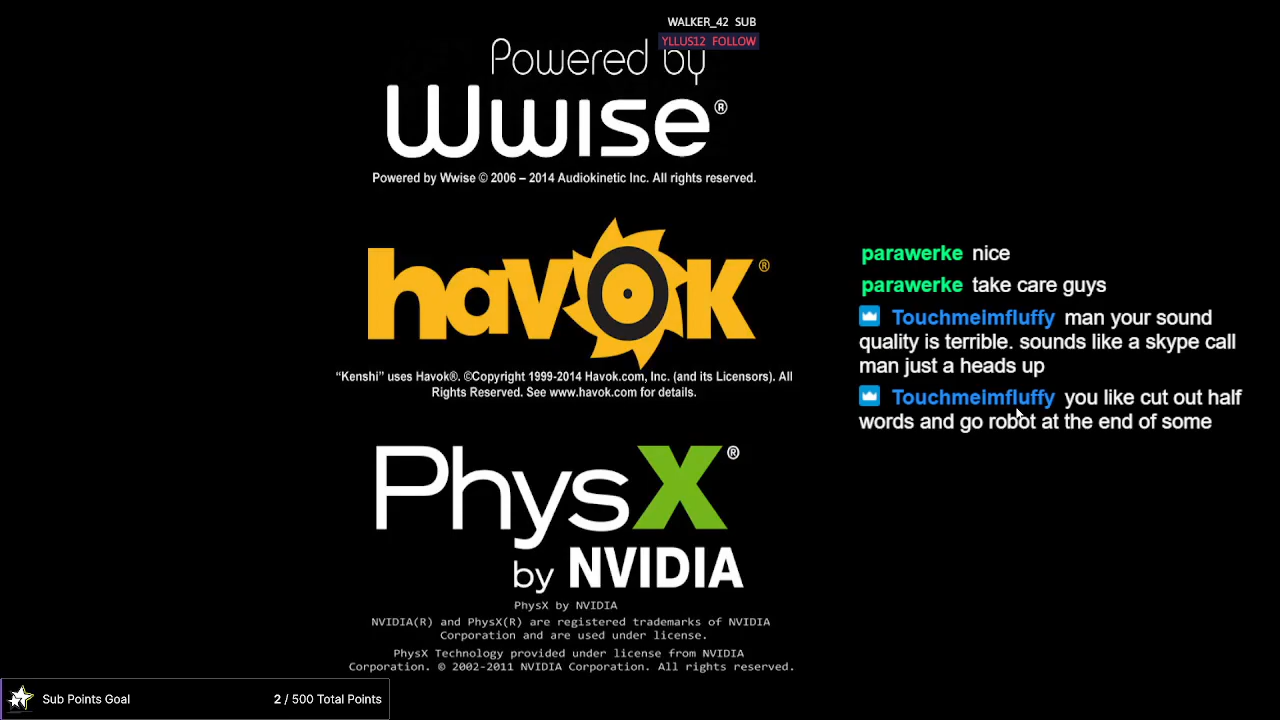 WALKER_42 SUB
YLLUS12 FOLLOW
Powered by
Wwise®
Powered by Wwise © 2006 – 2014 Audiokinetic Inc. All rights reserved.
havok®
“Kenshi” uses Havok®. ©Copyright 1999-2014 Havok.com, Inc. (and its Licensors). All
Rights Reserved. See www.havok.com for details.
PhysX®
by NVIDIA
PhysX by NVIDIA
NVIDIA(R) and PhysX(R) are registered trademarks of NVIDIA
Corporation and are used under license.
PhysX Technology provided under license from NVIDIA
Corporation. © 2002-2011 NVIDIA Corporation. All rights reserved.
parawerke nice
parawerke take care guys
Touchmeimfluffy man your sound
quality is terrible. sounds like a skype call
man just a heads up
Touchmeimfluffy you like cut out half
words and go robot at the end of some
Sub Points Goal 2 / 500 Total Points